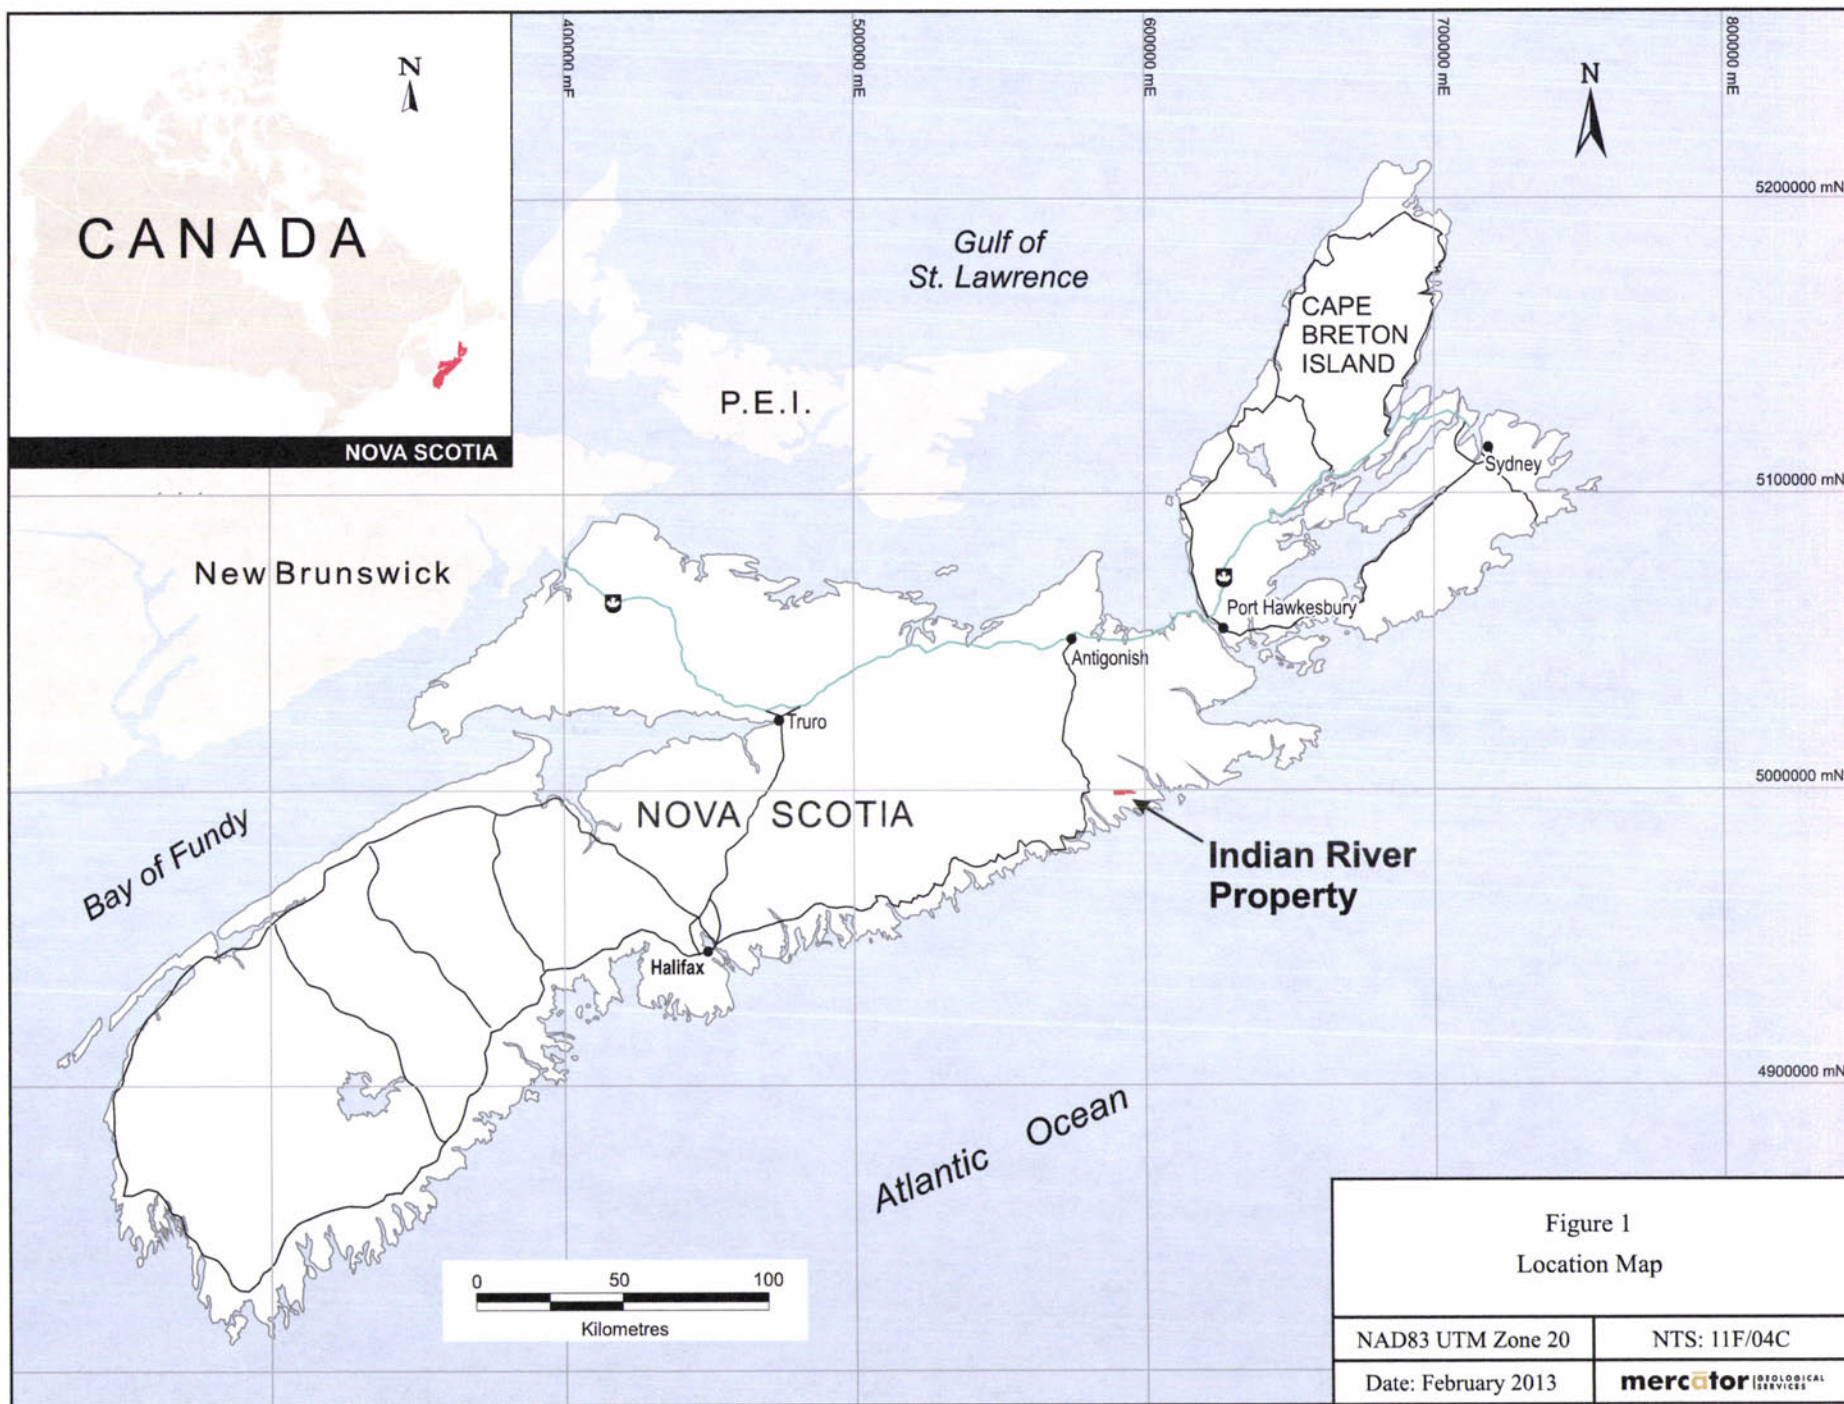 N
CANADA
NOVA SCOTIA
400000 mE
500000 mE
600000 mE
700000 mE
800000 mE
N
5200000 mN
5100000 mN
5000000 mN
4900000 mN
Gulf of
St. Lawrence
CAPE
BRETON
ISLAND
P.E.I.
Sydney
New Brunswick
Port Hawkesbury
Antigonish
Truro
NOVA SCOTIA
Bay of Fundy
Indian River
Property
Halifax
Atlantic Ocean
0 50 100
Kilometres
Figure 1
Location Map
NAD83 UTM Zone 20
NTS: 11F/04C
Date: February 2013
mercator GEOLOGICAL
SERVICES